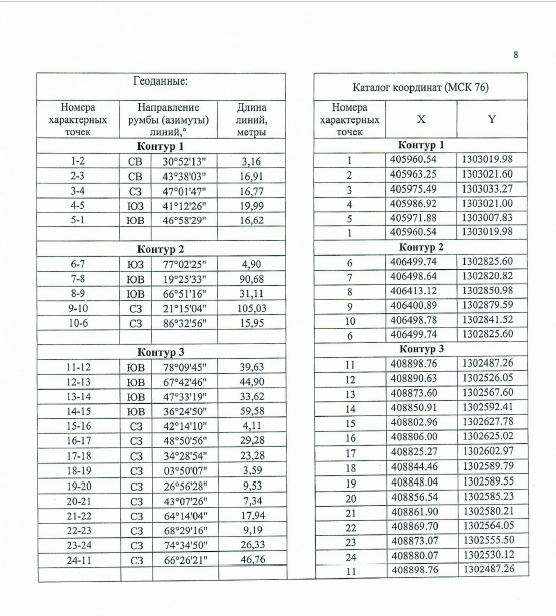 8
Геоданные:
Номера характерных точек | Направление румбы (азимуты) линий,° | Длина линий, метры
Контур 1
1-2 СВ 30°52'13" 3,16
2-3 СВ 43°38'03" 16,91
3-4 СЗ 47°01'47" 16,77
4-5 ЮЗ 41°12'26" 19,99
5-1 ЮВ 46°58'29" 16,62
Контур 2
6-7 ЮЗ 77°02'25" 4,90
7-8 ЮВ 19°25'33" 90,68
8-9 ЮВ 66°51'16" 31,11
9-10 СЗ 21°15'04" 105,03
10-6 СЗ 86°32'56" 15,95
Контур 3
11-12 ЮВ 78°09'45" 39,63
12-13 ЮВ 67°42'46" 44,90
13-14 ЮВ 47°33'19" 33,62
14-15 ЮВ 36°24'50" 59,58
15-16 СЗ 42°14'10" 4,11
16-17 СЗ 48°50'56" 29,28
17-18 СЗ 34°28'54" 23,28
18-19 СЗ 03°50'07" 3,59
19-20 СЗ 26°56'28" 9,53
20-21 СЗ 43°07'26" 7,34
21-22 СЗ 64°14'04" 17,94
22-23 СЗ 68°29'16" 9,19
23-24 СЗ 74°34'50" 26,33
24-11 СЗ 66°26'21" 46,76
Каталог координат (МСК 76)
Номера характерных точек | X | Y
Контур 1
1 405960.54 1303019.98
2 405963.25 1303021.60
3 405975.49 1303033.27
4 405986.92 1303021.00
5 405971.88 1303007.83
1 405960.54 1303019.98
Контур 2
6 406499.74 1302825.60
7 406498.64 1302820.82
8 406413.12 1302850.98
9 406400.89 1302879.59
10 406498.78 1302841.52
6 406499.74 1302825.60
Контур 3
11 408898.76 1302487.26
12 408890.63 1302526.05
13 408873.60 1302567.60
14 408850.91 1302592.41
15 408802.96 1302627.78
16 408806.00 1302625.02
17 408825.27 1302602.97
18 408844.46 1302589.79
19 408848.04 1302589.55
20 408856.54 1302585.23
21 408861.90 1302580.21
22 408869.70 1302564.05
23 408873.07 1302555.50
24 408880.07 1302530.12
11 408898.76 1302487.26